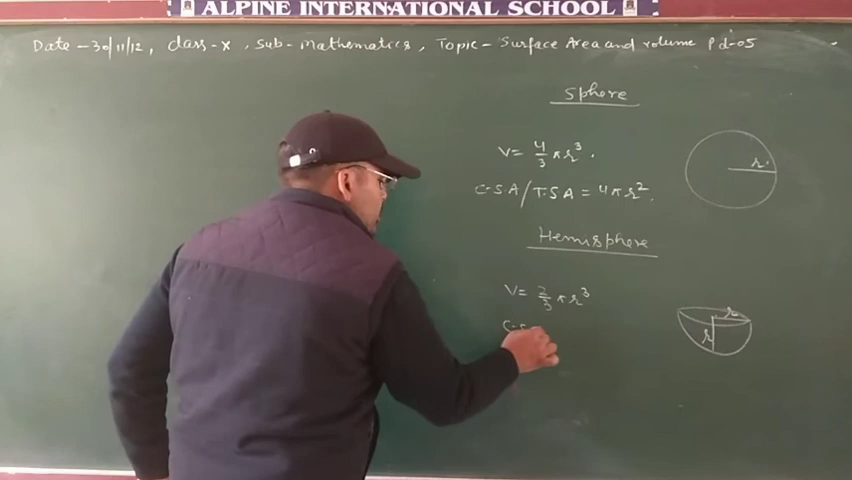 ALPINE INTERNATIONAL SCHOOL
Date - 30/11/12, class-X, Sub-Mathematics, Topic- Surface Area and volume Pd-05
Sphere
V= 4/3 πr³.
r
C.S.A/T.S.A = 4πr².
Hemisphere
V= 2/3 πr³
r
r
C.S